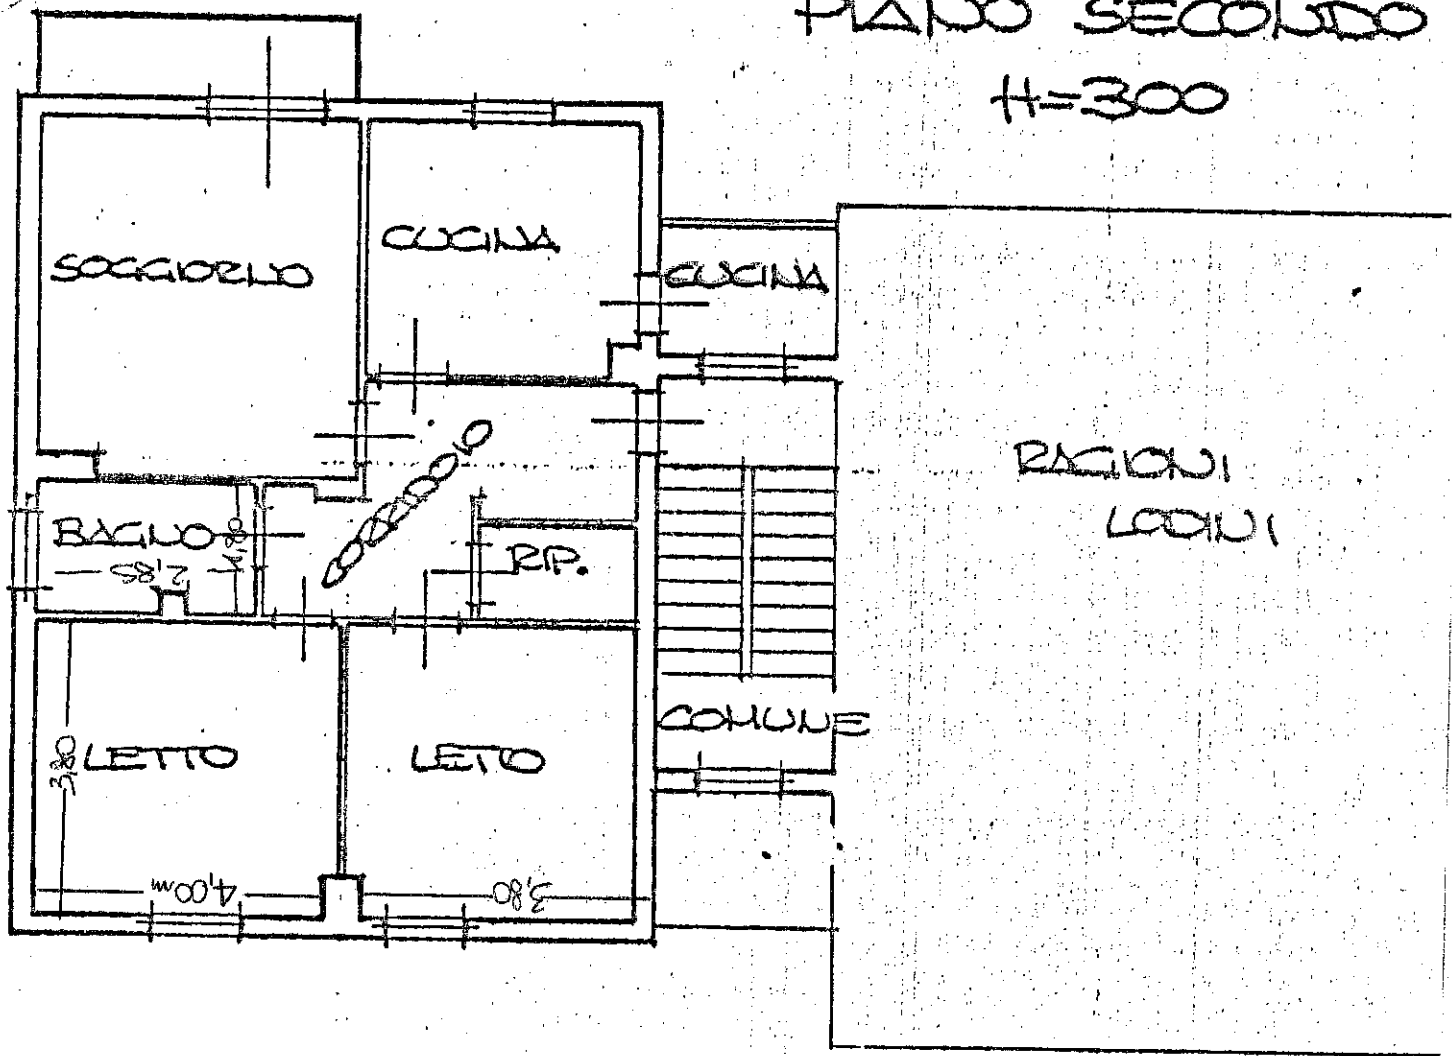 PIANO SECONDO
H=300
SOGGIORNO
CUCINA
CUCINA
CORRIDOIO
BAGNO
1,80
2,85
RIP.
RAGIONI
LODINI
COMUNE
LETTO
LETTO
3,80
4,00m
3,80